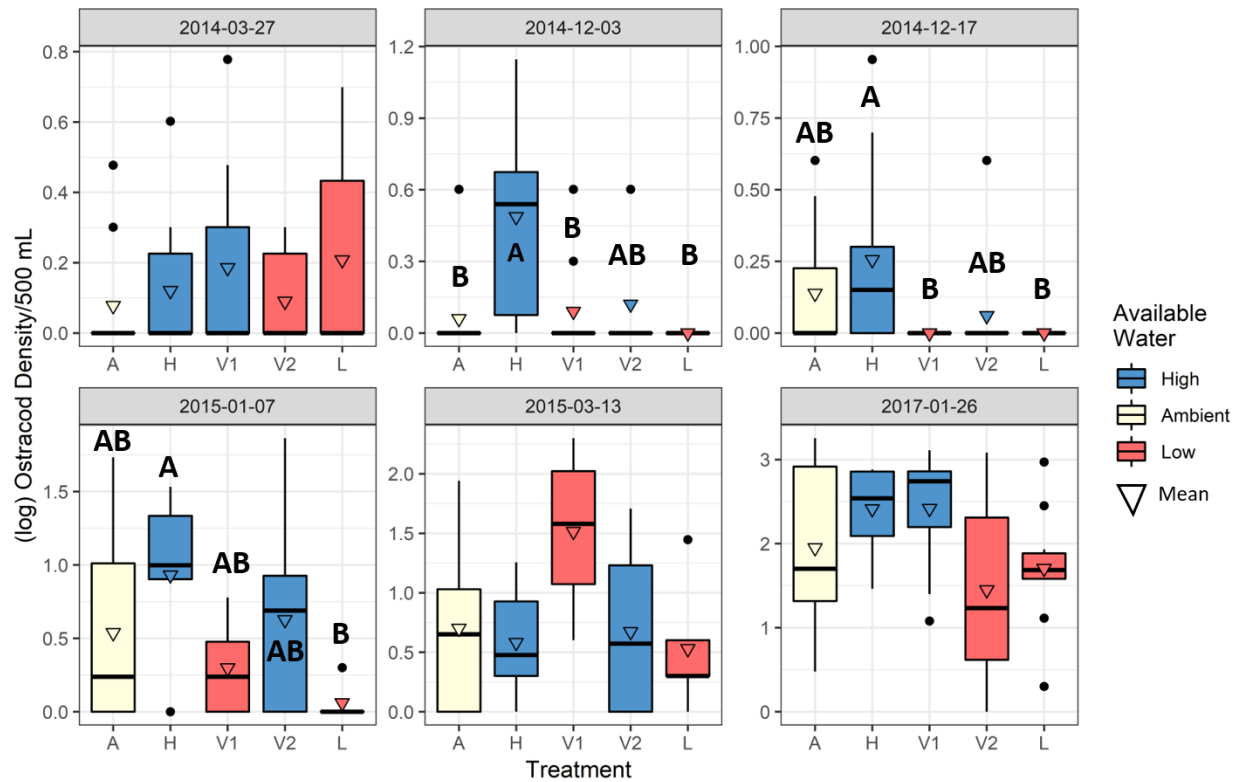 2014-03-27
2014-12-03
2014-12-17
0.8
0.6
0.4
0.2
0.0
A H V1 V2 L
1.2
0.9
0.6
0.3
0.0
B A B AB B
A H V1 V2 L
1.00
0.75
0.50
0.25
0.00
AB A B AB B
A H V1 V2 L
2015-01-07
2015-03-13
2017-01-26
1.5
1.0
0.5
0.0
AB A AB AB B
A H V1 V2 L
2.0
1.5
1.0
0.5
0.0
A H V1 V2 L
3
2
1
0
A H V1 V2 L
(log) Ostracod Density/500 mL
Treatment
Available
Water
High
Ambient
Low
Mean